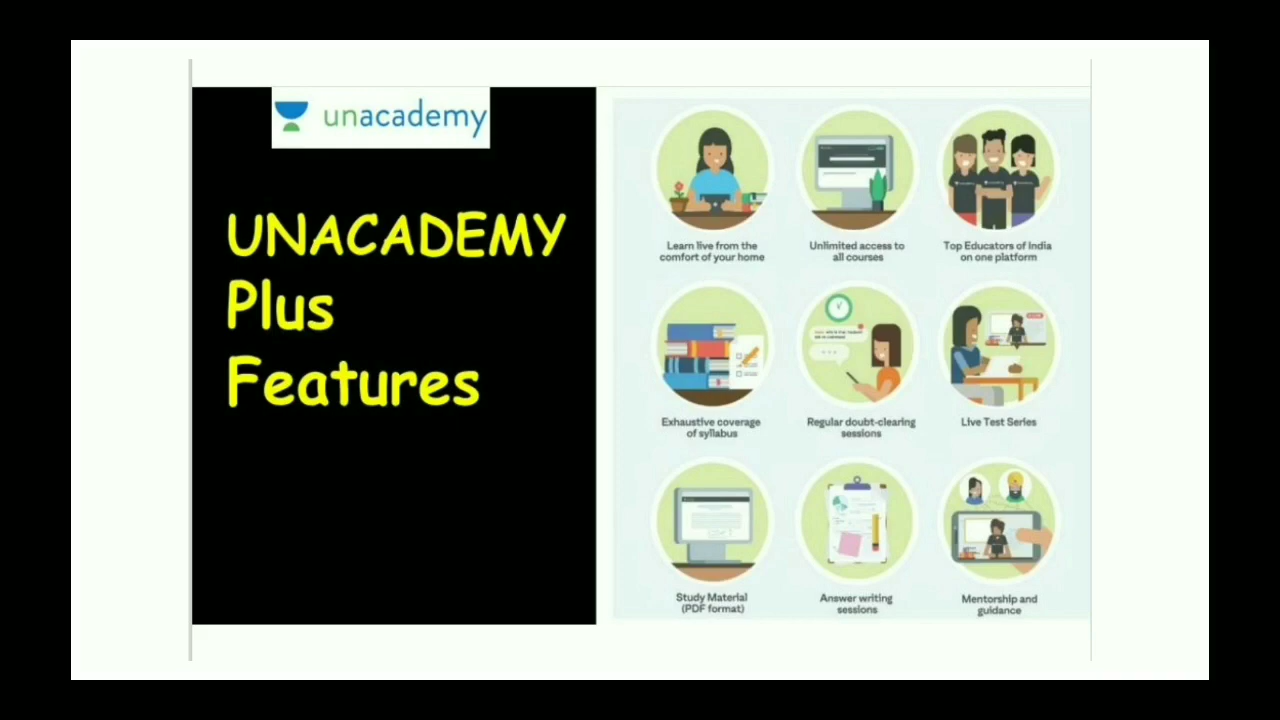 unacademy
UNACADEMY
Plus
Features
Learn live from the
comfort of your home
Unlimited access to
all courses
Top Educators of India
on one platform
Exhaustive coverage
of syllabus
Regular doubt-clearing
sessions
Live Test Series
Study Material
(PDF format)
Answer writing
sessions
Mentorship and
guidance